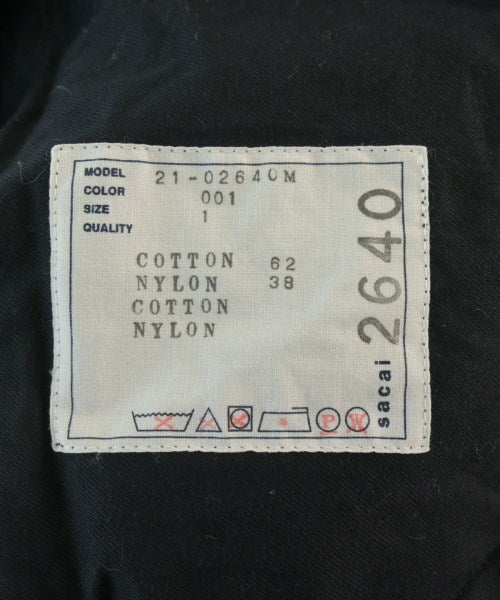 MODEL 21-02640M
COLOR 001
SIZE 1
QUALITY
COTTON 62
NYLON 38
COTTON
NYLON
P W
sacai 2640